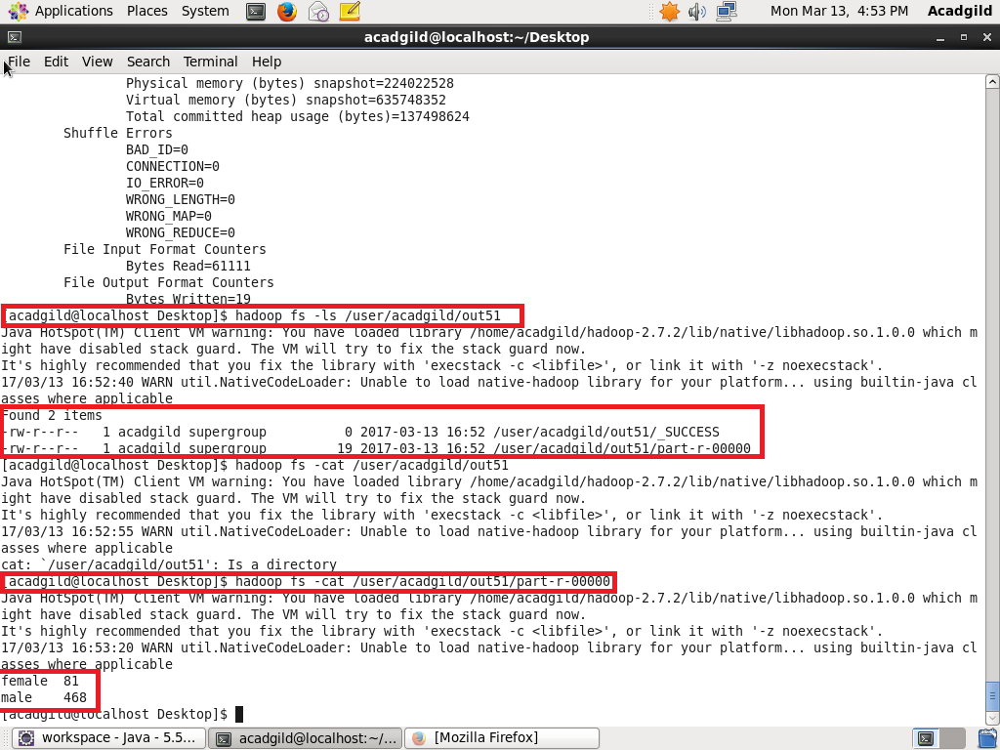 Applications Places System Mon Mar 13, 4:53 PM Acadgild
acadgild@localhost:~/Desktop
File Edit View Search Terminal Help
Physical memory (bytes) snapshot=224022528
Virtual memory (bytes) snapshot=635748352
Total committed heap usage (bytes)=137498624
Shuffle Errors
BAD_ID=0
CONNECTION=0
IO_ERROR=0
WRONG_LENGTH=0
WRONG_MAP=0
WRONG_REDUCE=0
File Input Format Counters
Bytes Read=61111
File Output Format Counters
Bytes Written=19
[acadgild@localhost Desktop]$ hadoop fs -ls /user/acadgild/out51
Java HotSpot(TM) Client VM warning: You have loaded library /home/acadgild/hadoop-2.7.2/lib/native/libhadoop.so.1.0.0 which m
ight have disabled stack guard. The VM will try to fix the stack guard now.
It's highly recommended that you fix the library with 'execstack -c <libfile>', or link it with '-z noexecstack'.
17/03/13 16:52:40 WARN util.NativeCodeLoader: Unable to load native-hadoop library for your platform... using builtin-java cl
asses where applicable
Found 2 items
-rw-r--r--   1 acadgild supergroup          0 2017-03-13 16:52 /user/acadgild/out51/_SUCCESS
-rw-r--r--   1 acadgild supergroup         19 2017-03-13 16:52 /user/acadgild/out51/part-r-00000
[acadgild@localhost Desktop]$ hadoop fs -cat /user/acadgild/out51
Java HotSpot(TM) Client VM warning: You have loaded library /home/acadgild/hadoop-2.7.2/lib/native/libhadoop.so.1.0.0 which m
ight have disabled stack guard. The VM will try to fix the stack guard now.
It's highly recommended that you fix the library with 'execstack -c <libfile>', or link it with '-z noexecstack'.
17/03/13 16:52:55 WARN util.NativeCodeLoader: Unable to load native-hadoop library for your platform... using builtin-java cl
asses where applicable
cat: `/user/acadgild/out51': Is a directory
[acadgild@localhost Desktop]$ hadoop fs -cat /user/acadgild/out51/part-r-00000
Java HotSpot(TM) Client VM warning: You have loaded library /home/acadgild/hadoop-2.7.2/lib/native/libhadoop.so.1.0.0 which m
ight have disabled stack guard. The VM will try to fix the stack guard now.
It's highly recommended that you fix the library with 'execstack -c <libfile>', or link it with '-z noexecstack'.
17/03/13 16:53:20 WARN util.NativeCodeLoader: Unable to load native-hadoop library for your platform... using builtin-java cl
asses where applicable
female  81
male    468
[acadgild@localhost Desktop]$
workspace - Java - 5.5... acadgild@localhost:~/... [Mozilla Firefox]